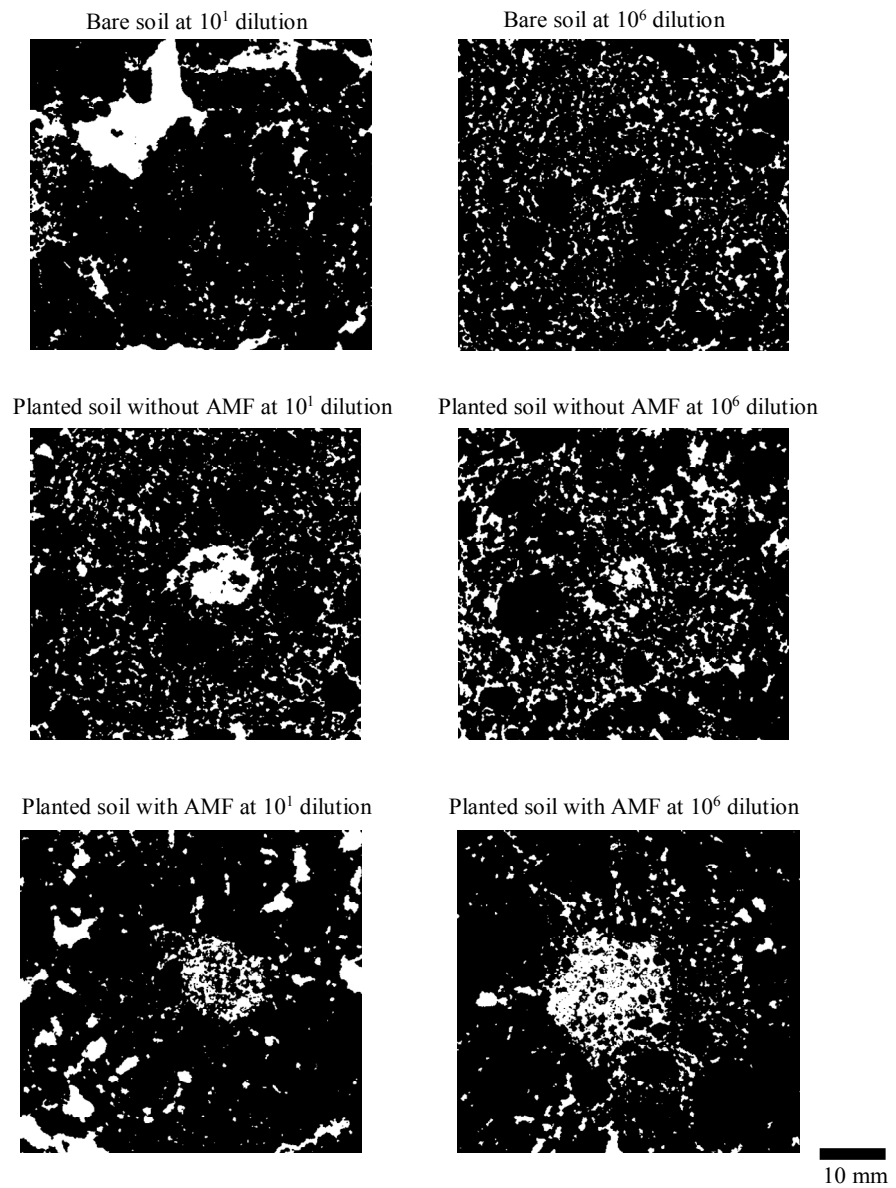 Bare soil at 10¹ dilution
Bare soil at 10⁶ dilution
Planted soil without AMF at 10¹ dilution
Planted soil without AMF at 10⁶ dilution
Planted soil with AMF at 10¹ dilution
Planted soil with AMF at 10⁶ dilution
10 mm